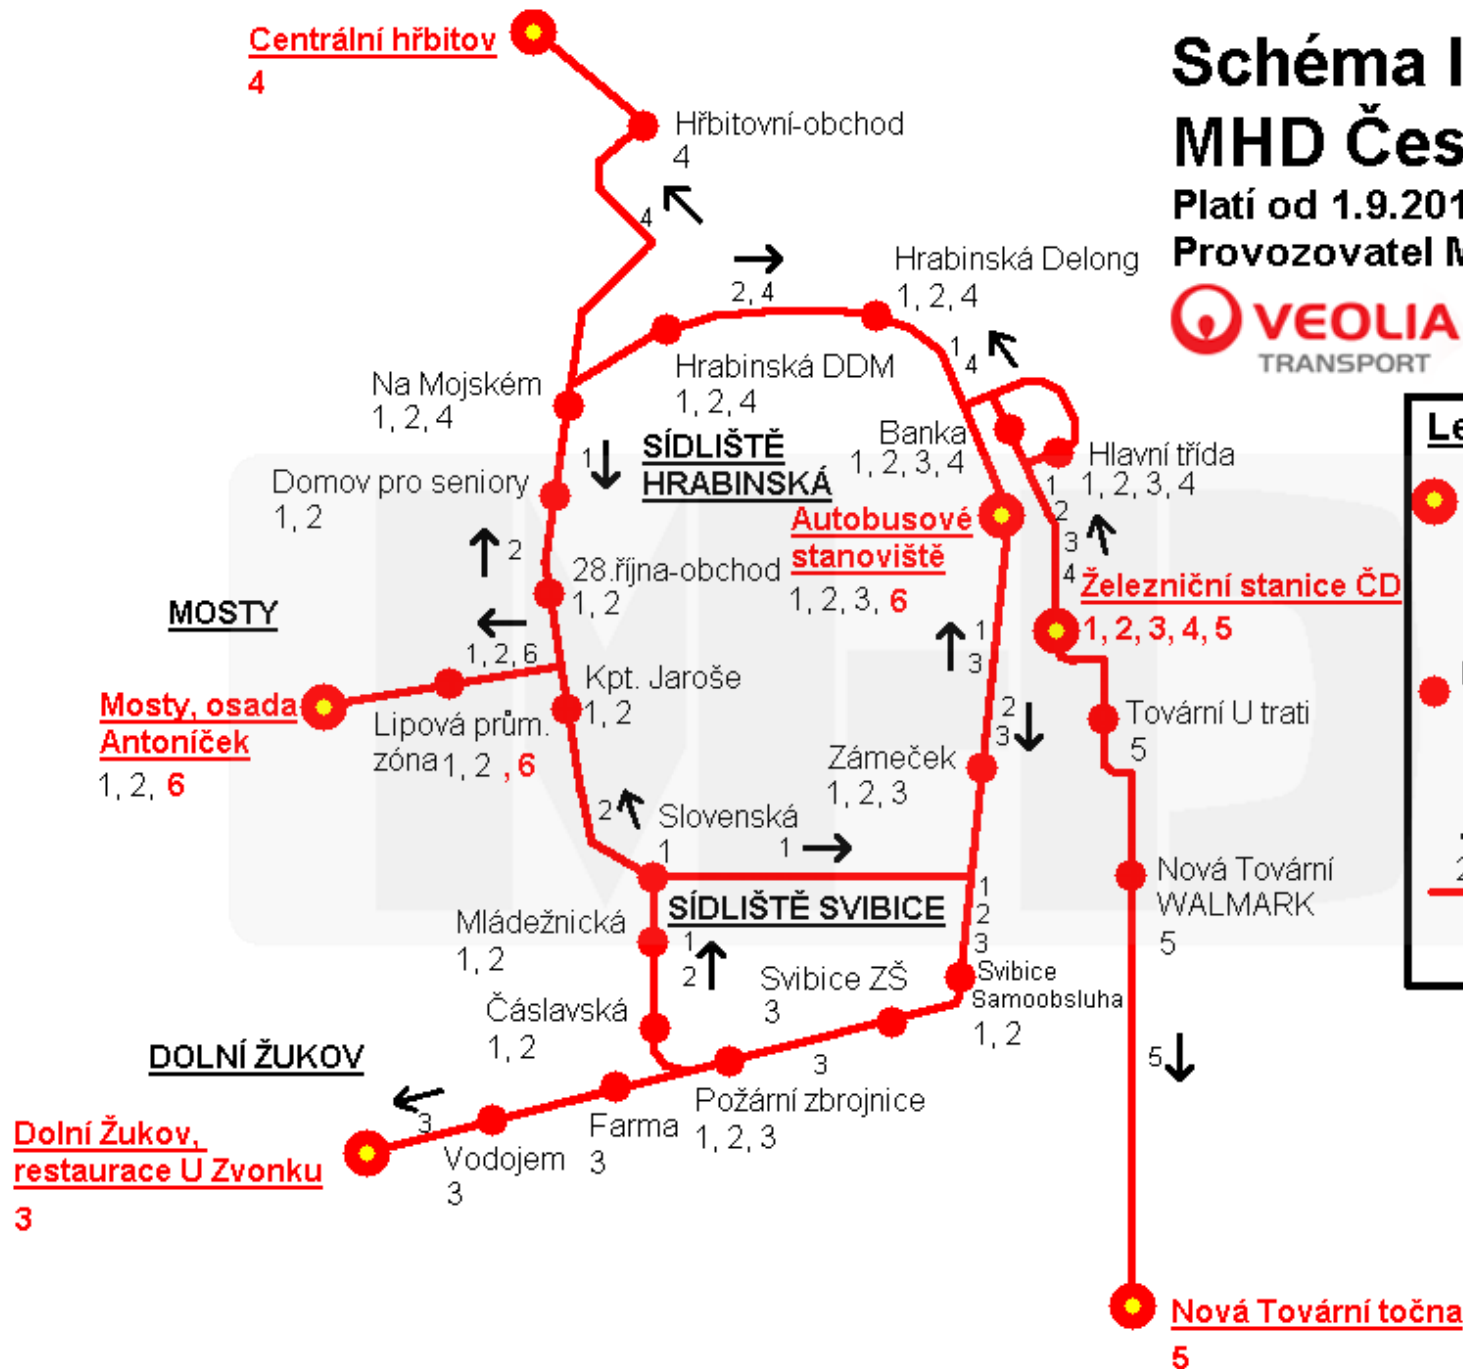 Centrální hřbitov
4
Schéma
MHD
Platí od 1.9.
Provozovatel
VEOLIA
TRANSPORT
Hřbitovní-obchod
4
4
2, 4
Hrabinská Delong
1, 2, 4
1
4
Hrabinská DDM
1, 2, 4
Na Mojském
1, 2, 4
SÍDLIŠTĚ
HRABINSKÁ
1
Banka
1, 2, 3, 4
Hlavní třída
1, 2, 3, 4
1
2
3
4
Domov pro seniory
1, 2
2
Autobusové
stanoviště
1, 2, 3, 6
28.října-obchod
1, 2
Železniční stanice ČD
1, 2, 3, 4, 5
MOSTY
1, 2, 6
1
3
Mosty, osada
Antoníček
1, 2, 6
Lipová prům.
zóna 1, 2 , 6
Kpt. Jaroše
1, 2
2
3
Tovární U trati
5
Zámeček
1, 2, 3
2
Slovenská
1
1
Nová Tovární
WALMARK
5
1
2
3
SÍDLIŠTĚ SVIBICE
Mládežnická
1, 2
1
2
Svibice ZŠ
3
Svibice
Samoobsluha
1, 2
Čáslavská
1, 2
DOLNÍ ŽUKOV
3
5
3
Požární zbrojnice
1, 2, 3
Farma
3
Vodojem
3
Dolní Žukov,
restaurace U Zvonku
3
Nová Tovární točna
5